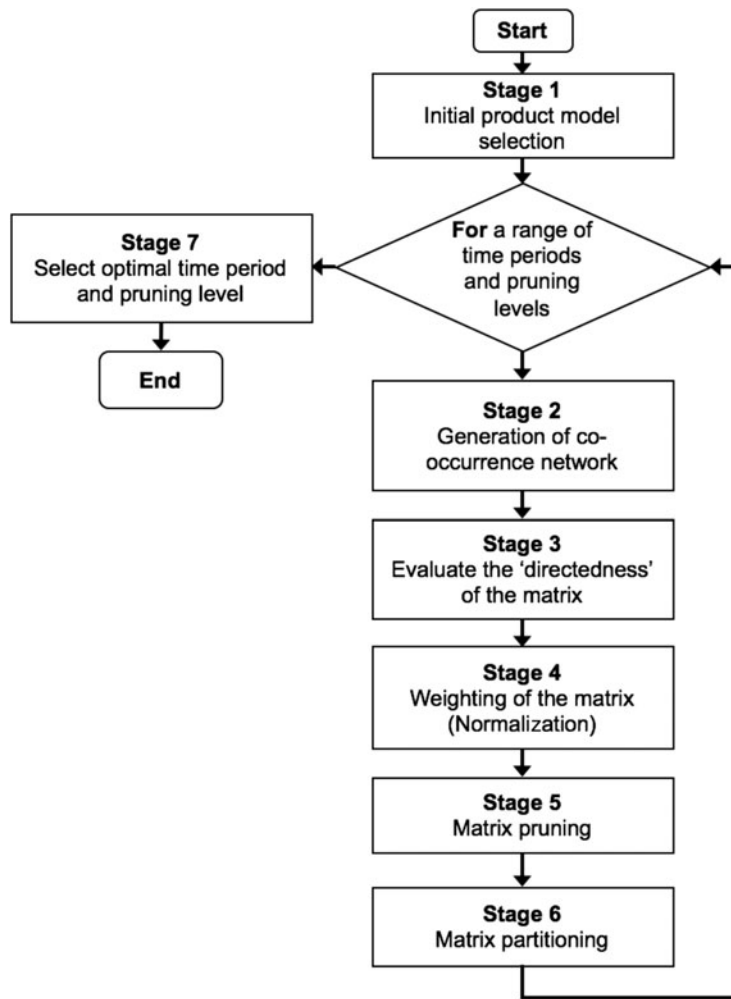 Start
Stage 1
Initial product model
selection
For a range of
time periods
and pruning
levels
Stage 7
Select optimal time period
and pruning level
End
Stage 2
Generation of co-
occurrence network
Stage 3
Evaluate the ‘directedness’
of the matrix
Stage 4
Weighting of the matrix
(Normalization)
Stage 5
Matrix pruning
Stage 6
Matrix partitioning